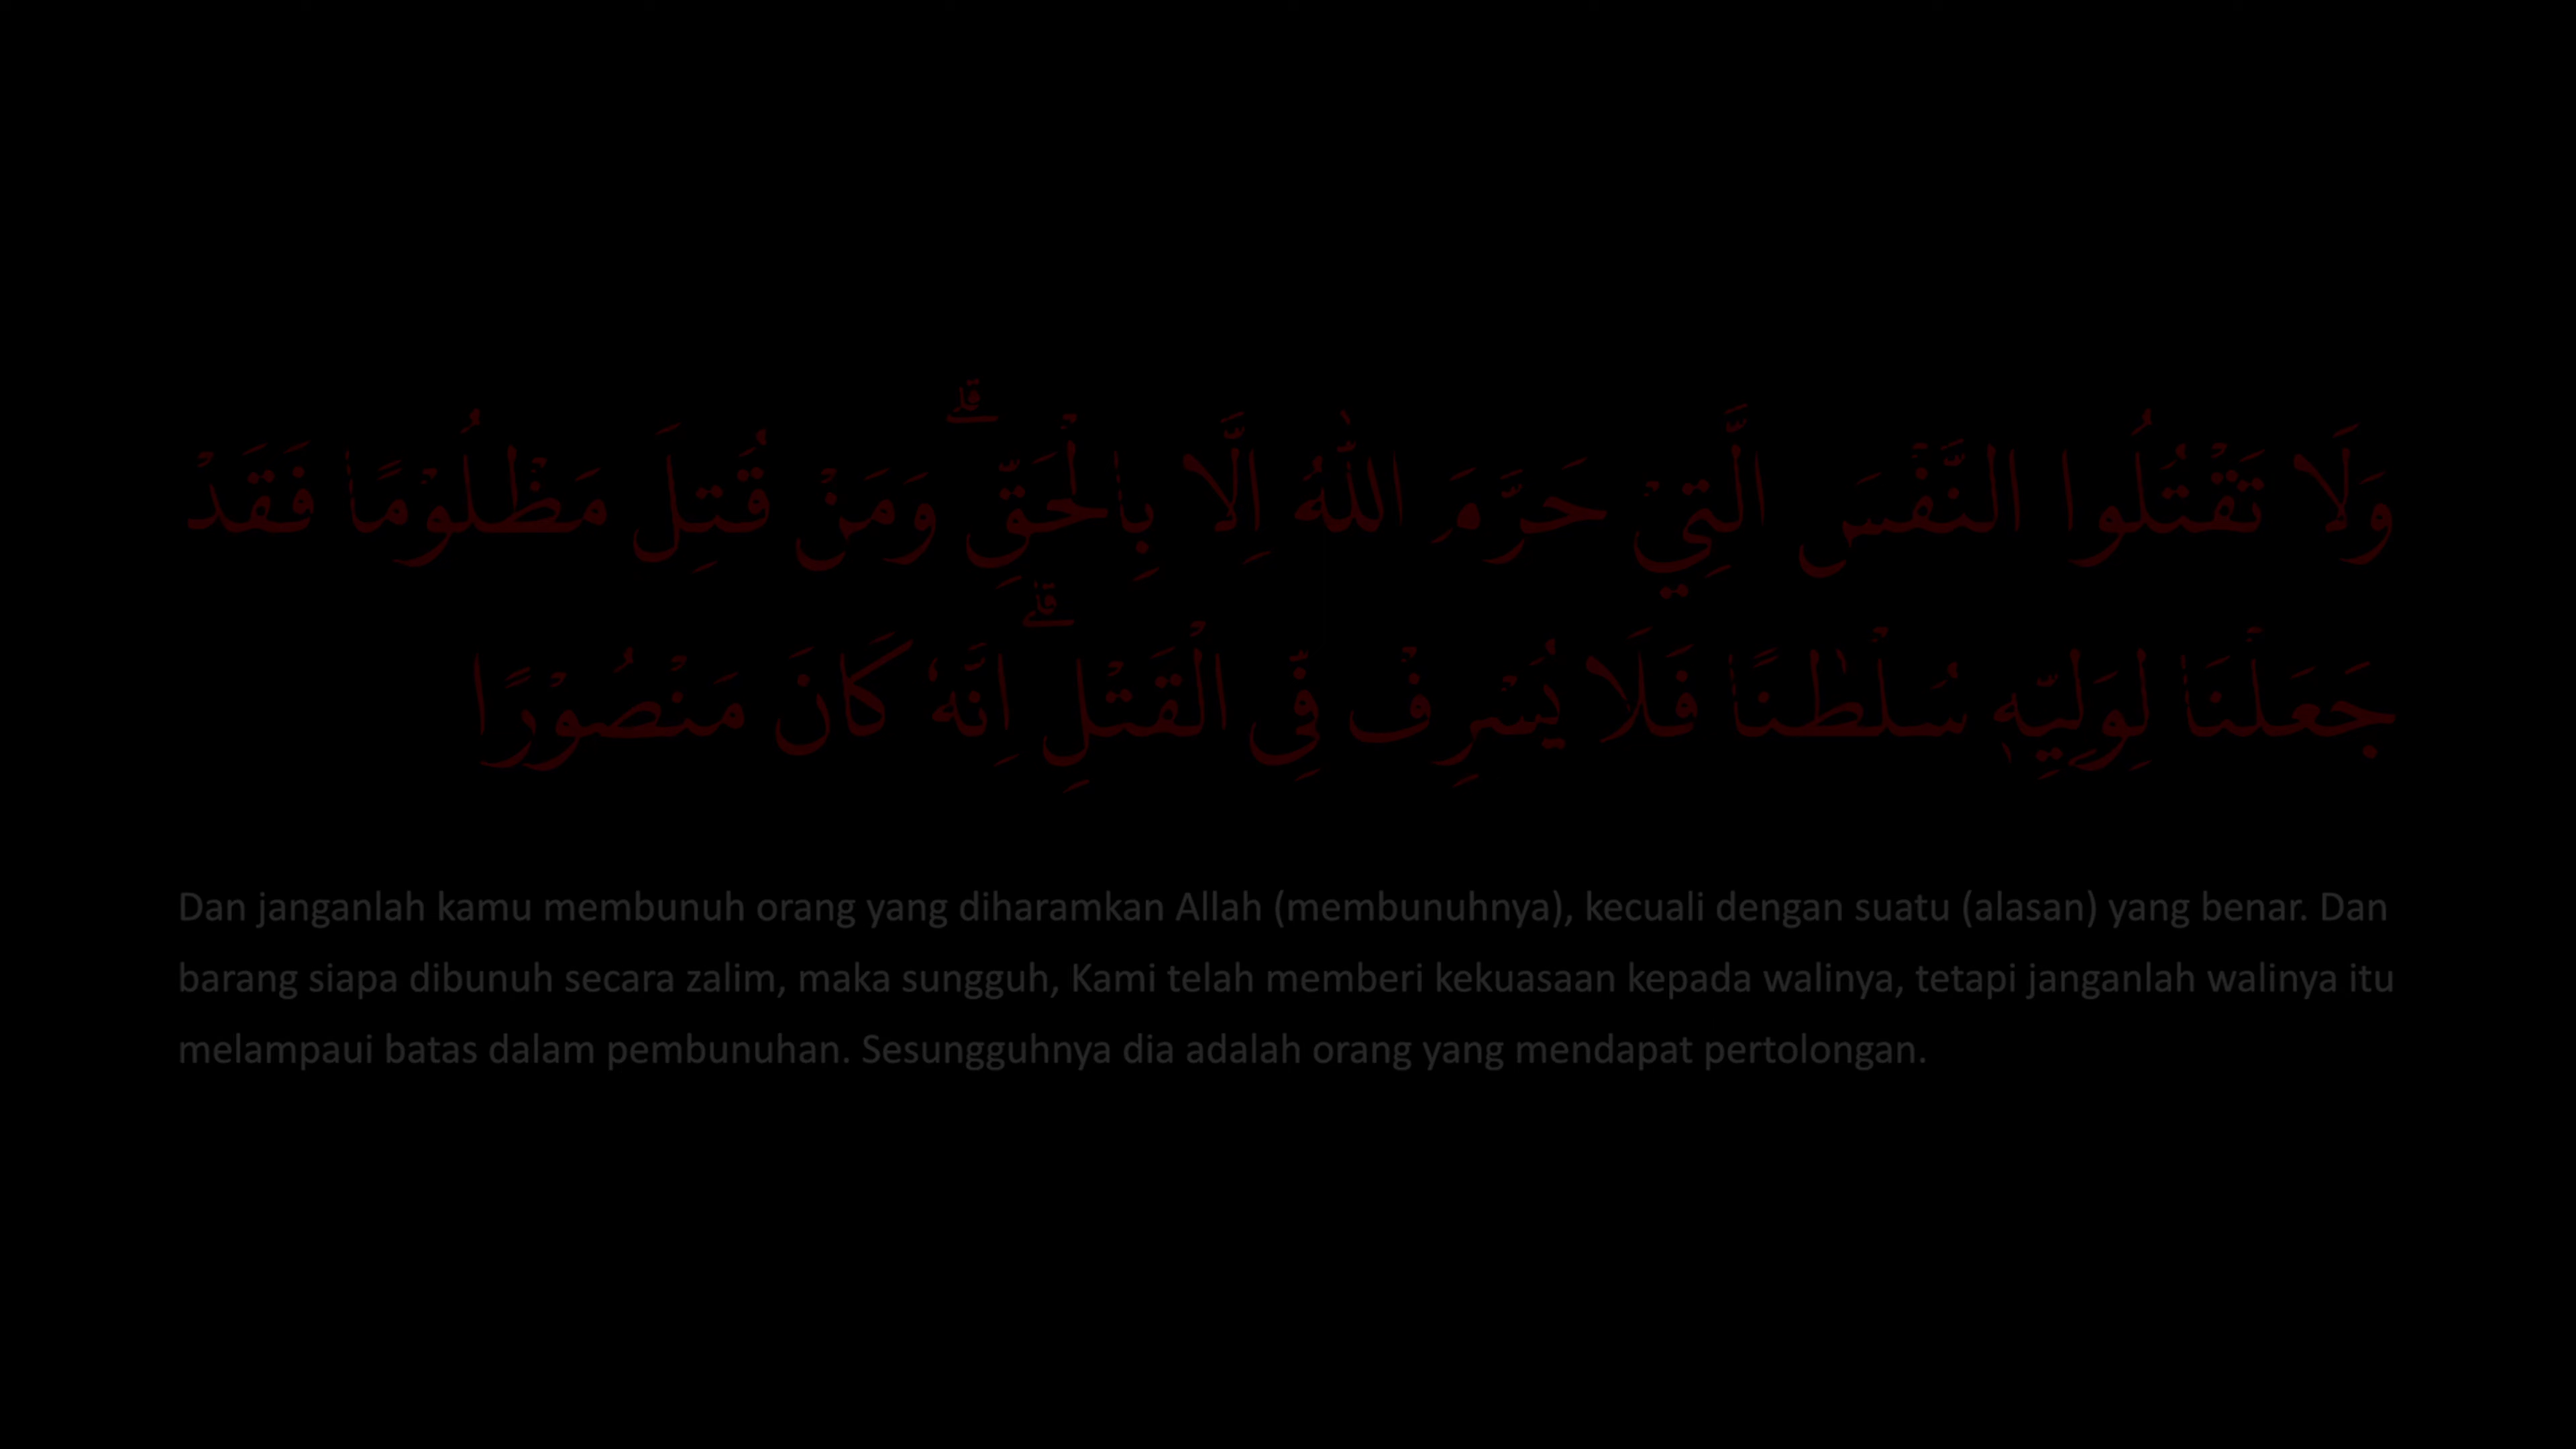 وَلَا تَقْتُلُوا النَّفْسَ الَّتِيْ حَرَّمَ اللّٰهُ اِلَّا بِالْحَقِّۗ وَمَنْ قُتِلَ مَظْلُوْمًا فَقَدْ
جَعَلْنَا لِوَلِيِّهٖ سُلْطٰنًا فَلَا يُسْرِفْ فِّى الْقَتْلِۗ اِنَّهٗ كَانَ مَنْصُوْرًا
Dan janganlah kamu membunuh orang yang diharamkan Allah (membunuhnya), kecuali dengan suatu (alasan) yang benar. Dan
barang siapa dibunuh secara zalim, maka sungguh, Kami telah memberi kekuasaan kepada walinya, tetapi janganlah walinya itu
melampaui batas dalam pembunuhan. Sesungguhnya dia adalah orang yang mendapat pertolongan.